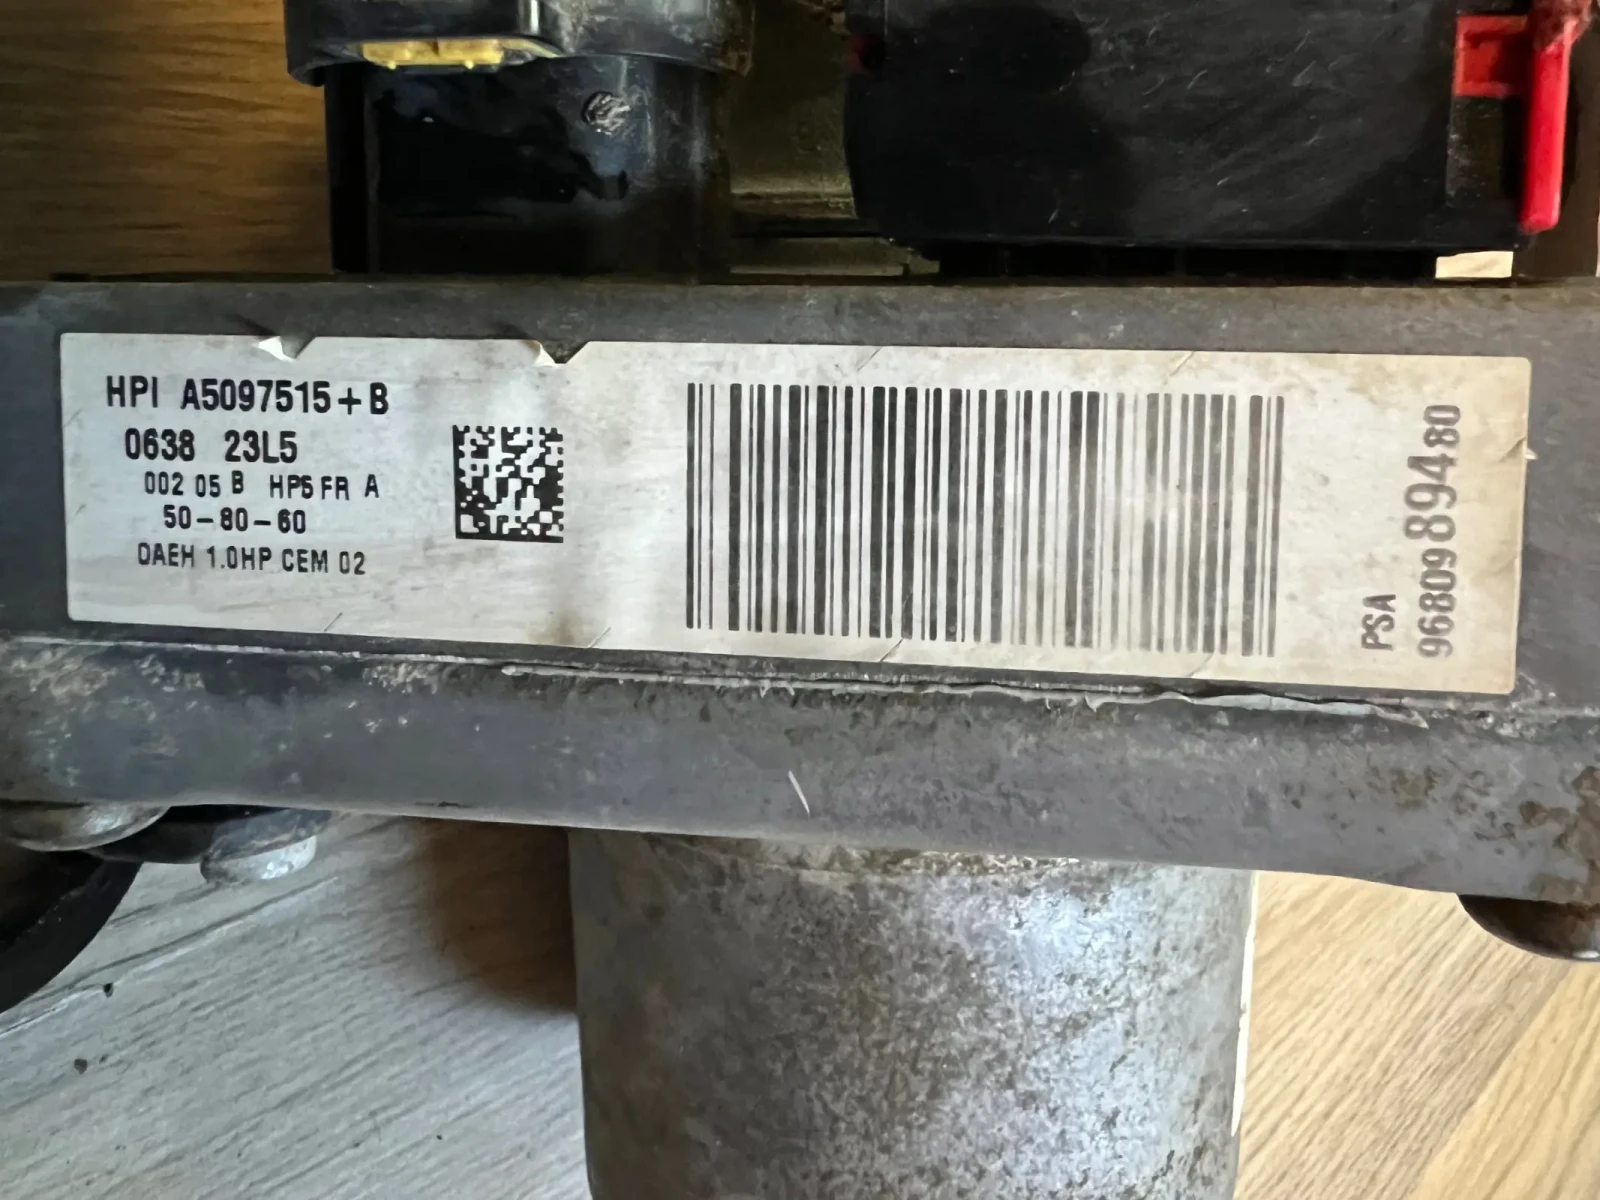 HPI A5097515+B
0638 23L5
002 05 B HP5 FR A
50-80-60
DAEH 1.0HP CEM 02
PSA
9680989480